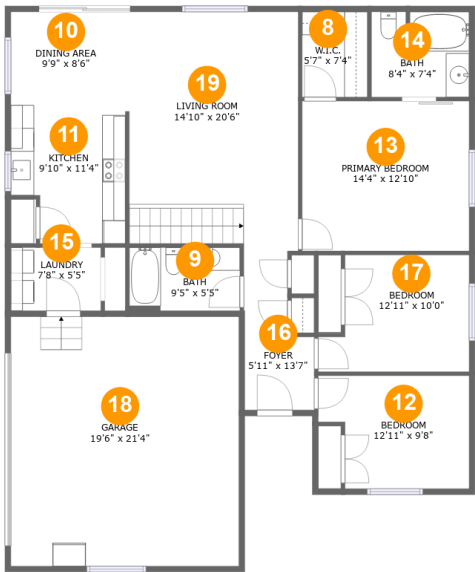 10
DINING AREA
9'9" x 8'6"
8
W.I.C.
5'7" x 7'4"
14
BATH
8'4" x 7'4"
19
LIVING ROOM
14'10" x 20'6"
11
KITCHEN
9'10" x 11'4"
13
PRIMARY BEDROOM
14'4" x 12'10"
15
LAUNDRY
7'8" x 5'5"
9
BATH
9'5" x 5'5"
17
BEDROOM
12'11" x 10'0"
16
FOYER
5'11" x 13'7"
18
GARAGE
19'6" x 21'4"
12
BEDROOM
12'11" x 9'8"